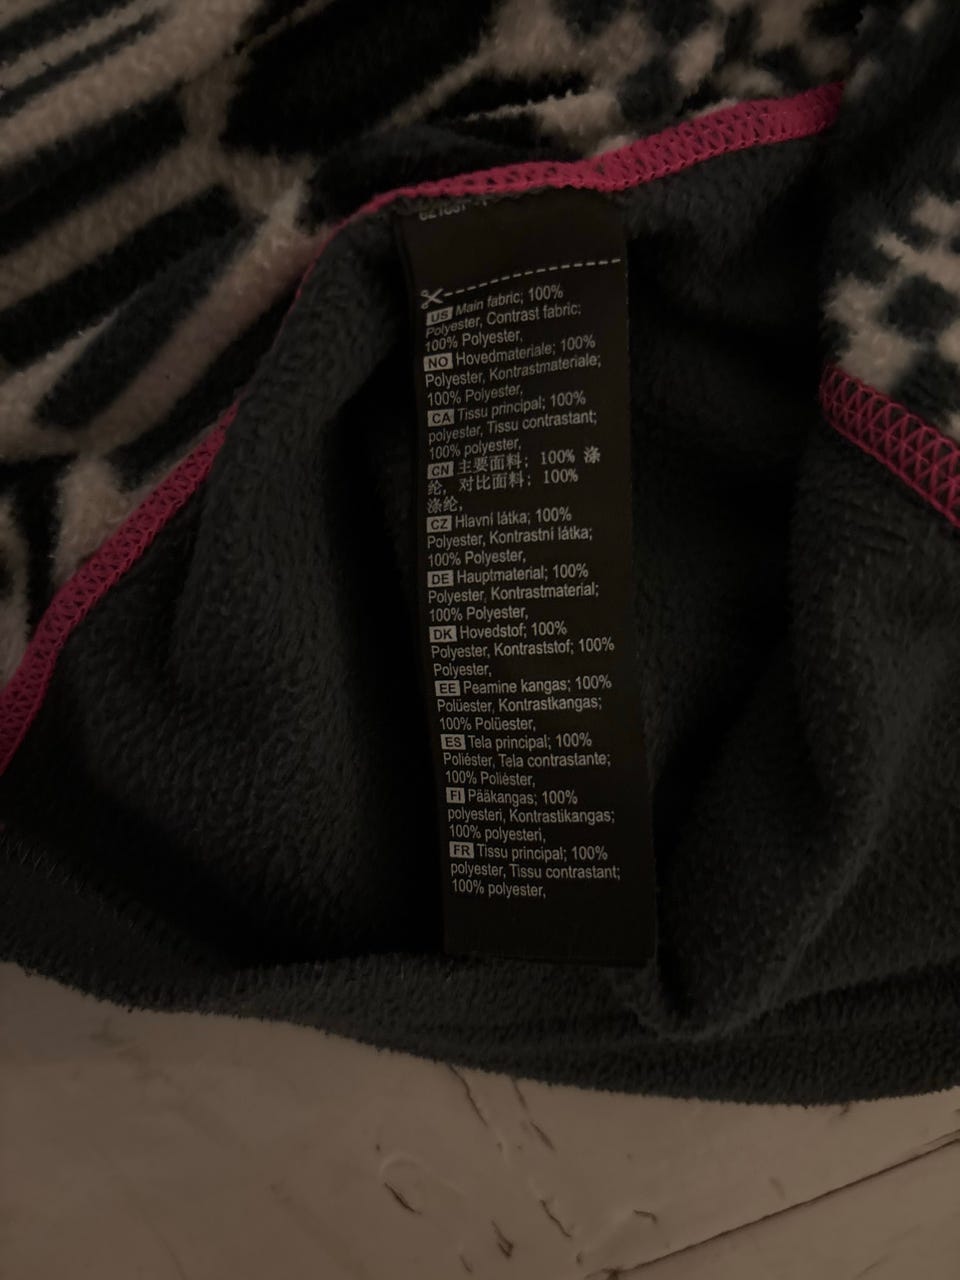 US Main fabric; 100%
Polyester, Contrast fabric;
100% Polyester,
NO Hovedmateriale; 100%
Polyester, Kontrastmateriale;
100% Polyester,
CA Tissu principal; 100%
polyester, Tissu contrastant;
100% polyester,
CN 主要面料; 100% 涤
纶, 对比面料; 100%
涤纶,
CZ Hlavní látka; 100%
Polyester, Kontrastní látka;
100% Polyester,
DE Hauptmaterial; 100%
Polyester, Kontrastmaterial;
100% Polyester,
DK Hovedstof; 100%
Polyester, Kontraststof; 100%
Polyester,
EE Peamine kangas; 100%
Polüester, Kontrastkangas;
100% Polüester,
ES Tela principal; 100%
Poliéster, Tela contrastante;
100% Poliéster,
FI Pääkangas; 100%
polyesteri, Kontrastikangas;
100% polyesteri,
FR Tissu principal; 100%
polyester, Tissu contrastant;
100% polyester,